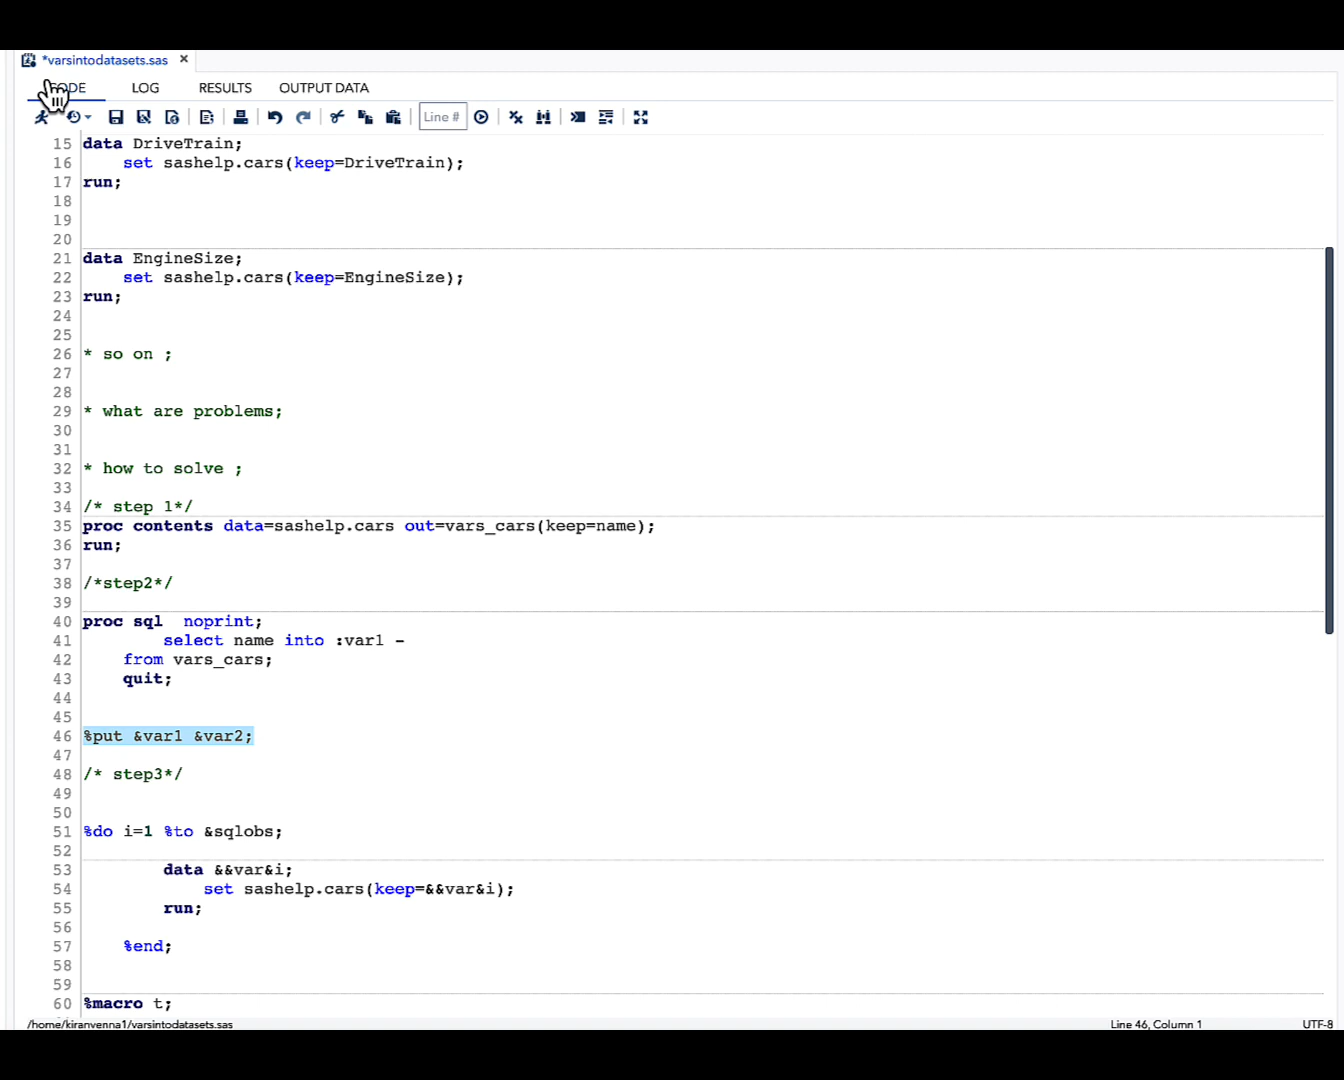 *varsintodatasets.sas ×
CODE LOG RESULTS OUTPUT DATA
Line #
15 data DriveTrain;
16 set sashelp.cars(keep=DriveTrain);
17 run;
18
19
20
21 data EngineSize;
22 set sashelp.cars(keep=EngineSize);
23 run;
24
25
26 * so on ;
27
28
29 * what are problems;
30
31
32 * how to solve ;
33
34 /* step 1*/
35 proc contents data=sashelp.cars out=vars_cars(keep=name);
36 run;
37
38 /*step2*/
39
40 proc sql  noprint;
41 select name into :var1 -
42 from vars_cars;
43 quit;
44
45
46 %put &var1 &var2;
47
48 /* step3*/
49
50
51 %do i=1 %to &sqlobs;
52
53 data &&var&i;
54 set sashelp.cars(keep=&&var&i);
55 run;
56
57 %end;
58
59
60 %macro t;
/home/kiranvenna1/varsintodatasets.sas Line 46, Column 1 UTF-8